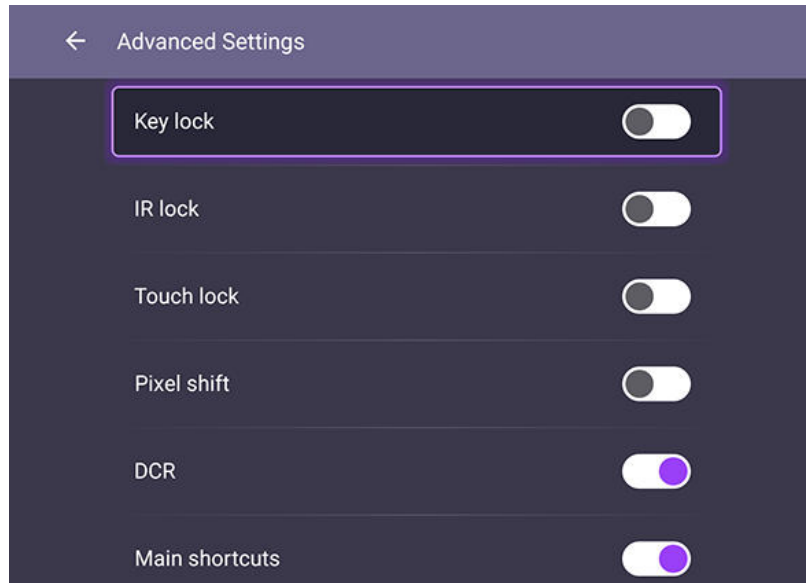 Advanced Settings
Key lock
IR lock
Touch lock
Pixel shift
DCR
Main shortcuts